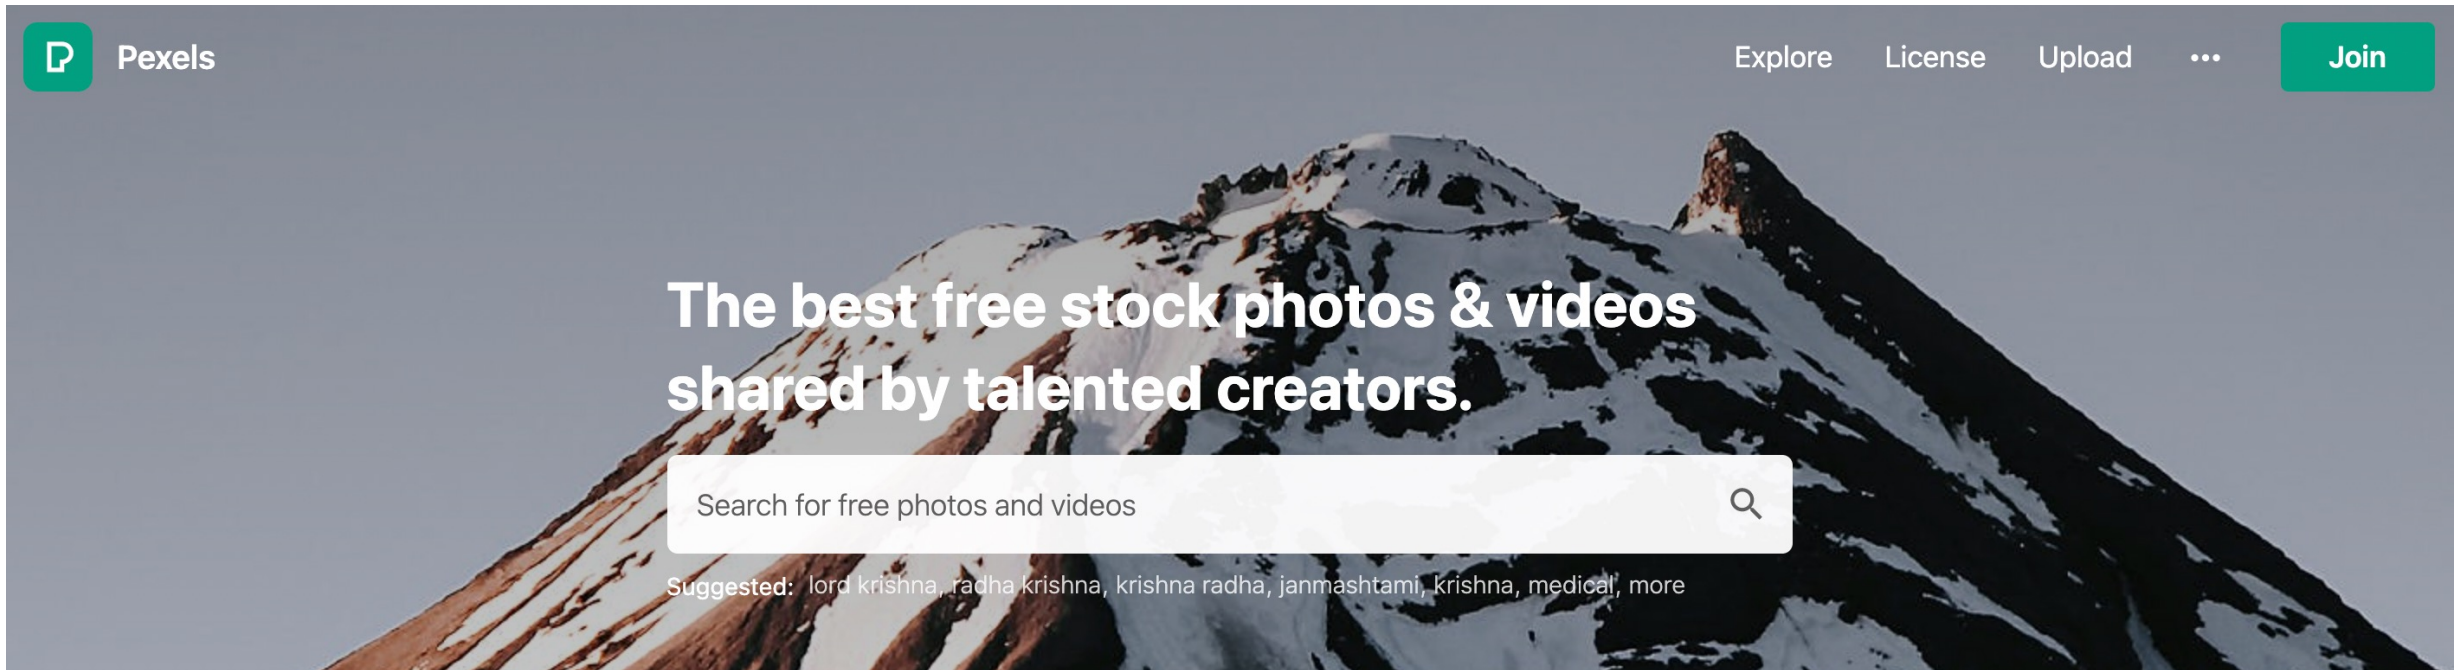 Pexels
Explore License Upload ••• Join
The best free stock photos & videos
shared by talented creators.
Search for free photos and videos
Suggested: lord krishna, radha krishna, krishna radha, janmashtami, krishna, medical, more